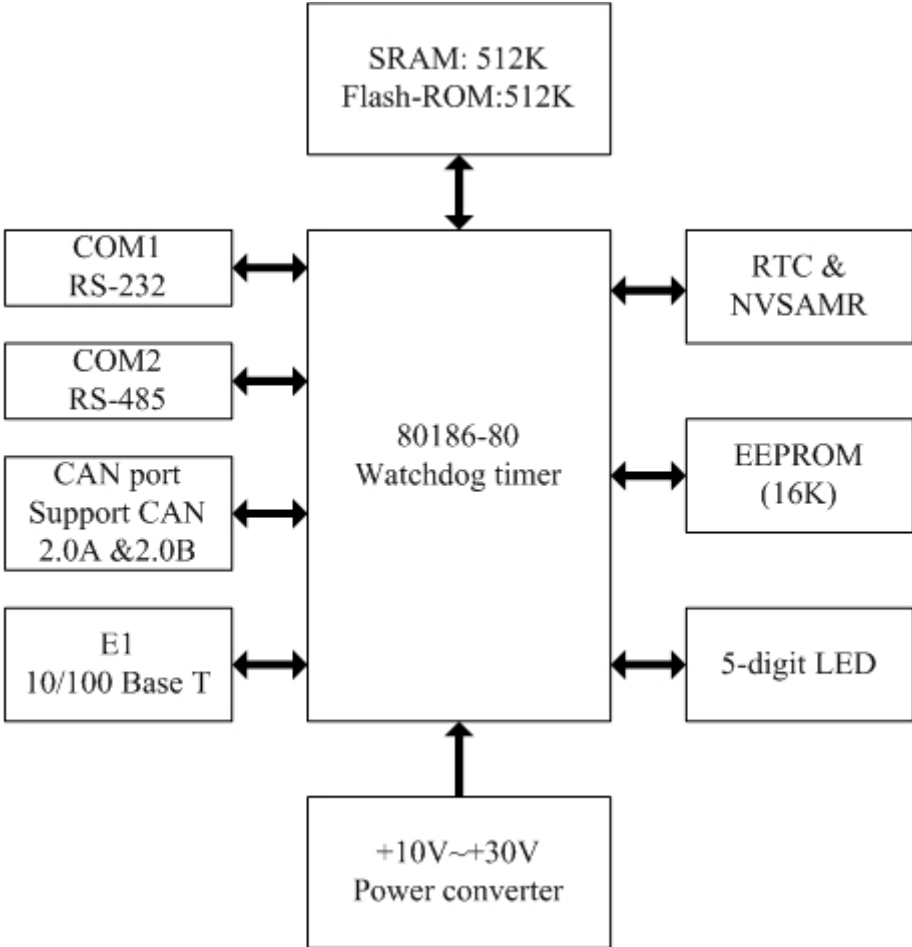 SRAM: 512K
Flash-ROM:512K
COM1
RS-232
COM2
RS-485
CAN port
Support CAN
2.0A &2.0B
E1
10/100 Base T
80186-80
Watchdog timer
RTC &
NVSAMR
EEPROM
(16K)
5-digit LED
+10V~+30V
Power converter